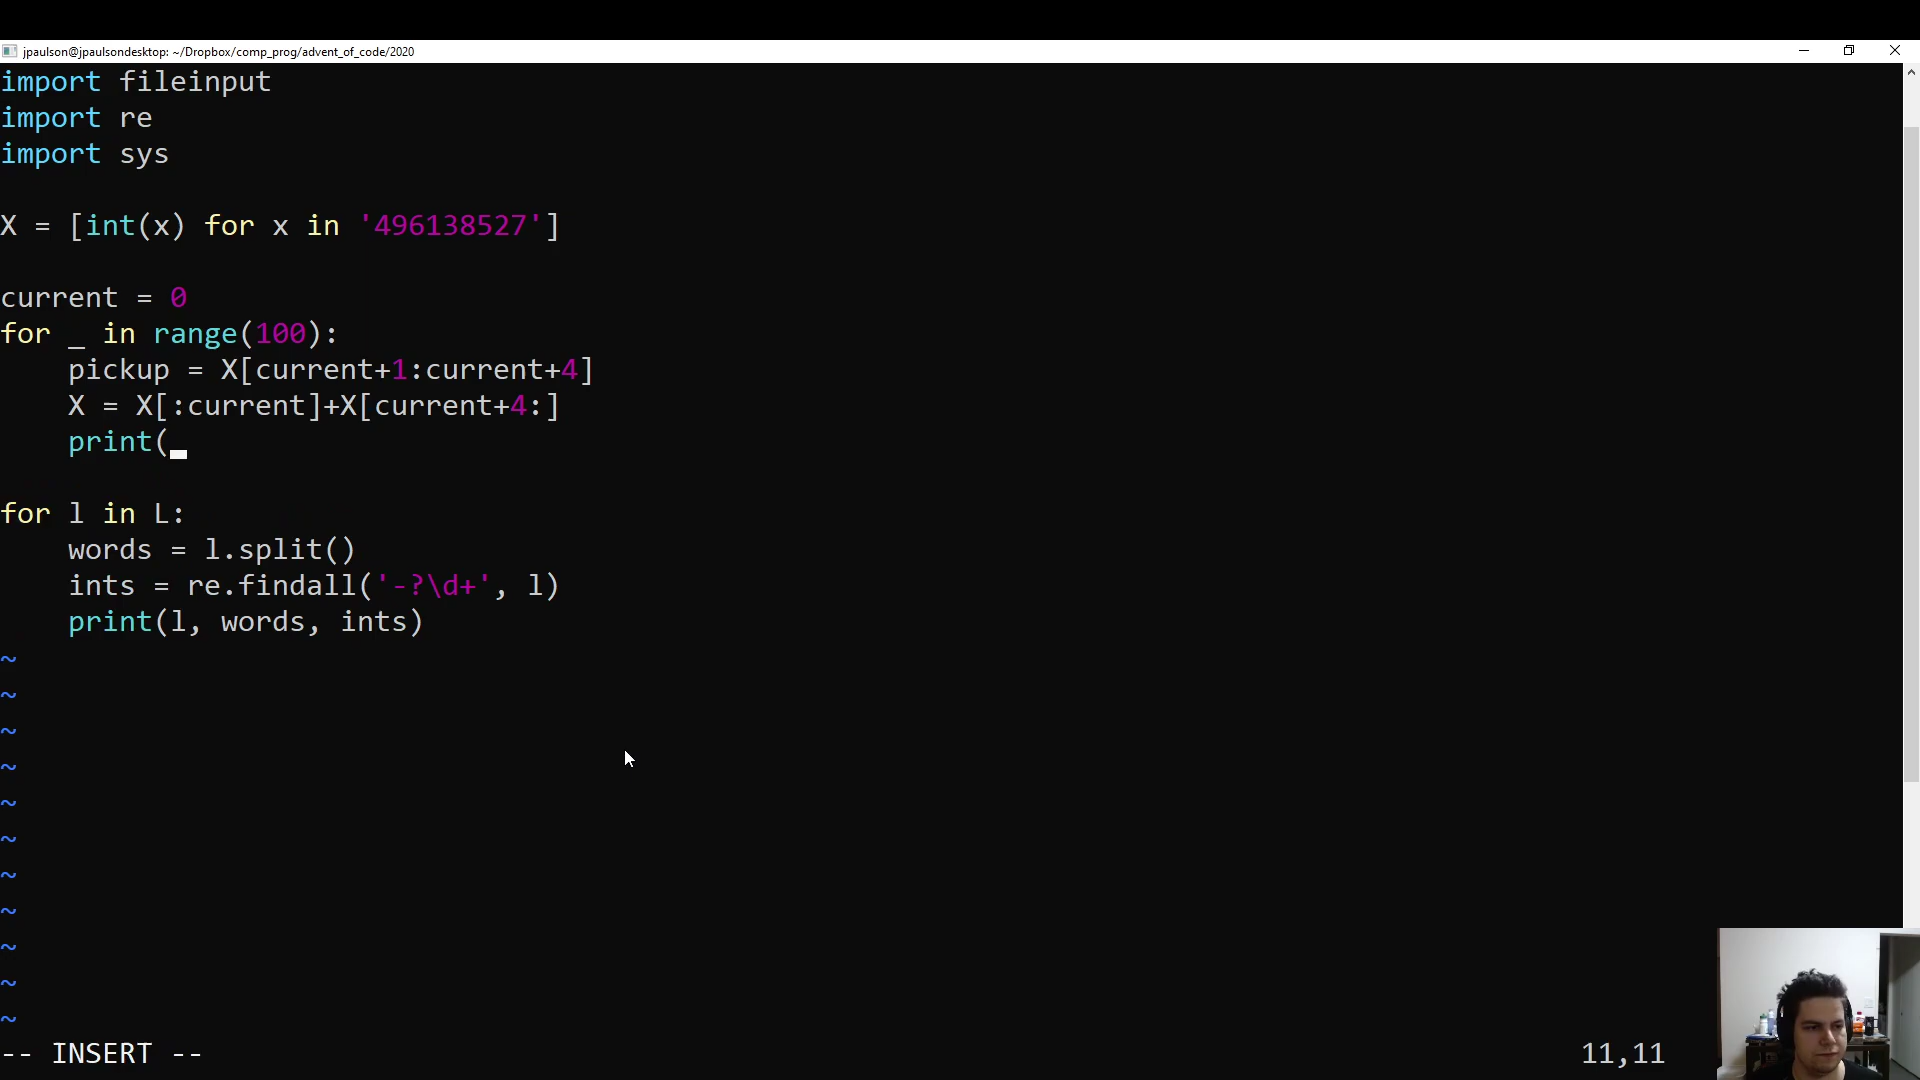 jpaulson@jpaulsondesktop: ~/Dropbox/comp_prog/advent_of_code/2020
import fileinput
import re
import sys
X = [int(x) for x in '496138527']
current = 0
for _ in range(100):
    pickup = X[current+1:current+4]
    X = X[:current]+X[current+4:]
    print(
for l in L:
    words = l.split()
    ints = re.findall('-?\d+', l)
    print(l, words, ints)
~
~
~
~
~
~
~
~
~
~
~
-- INSERT -- 11,11